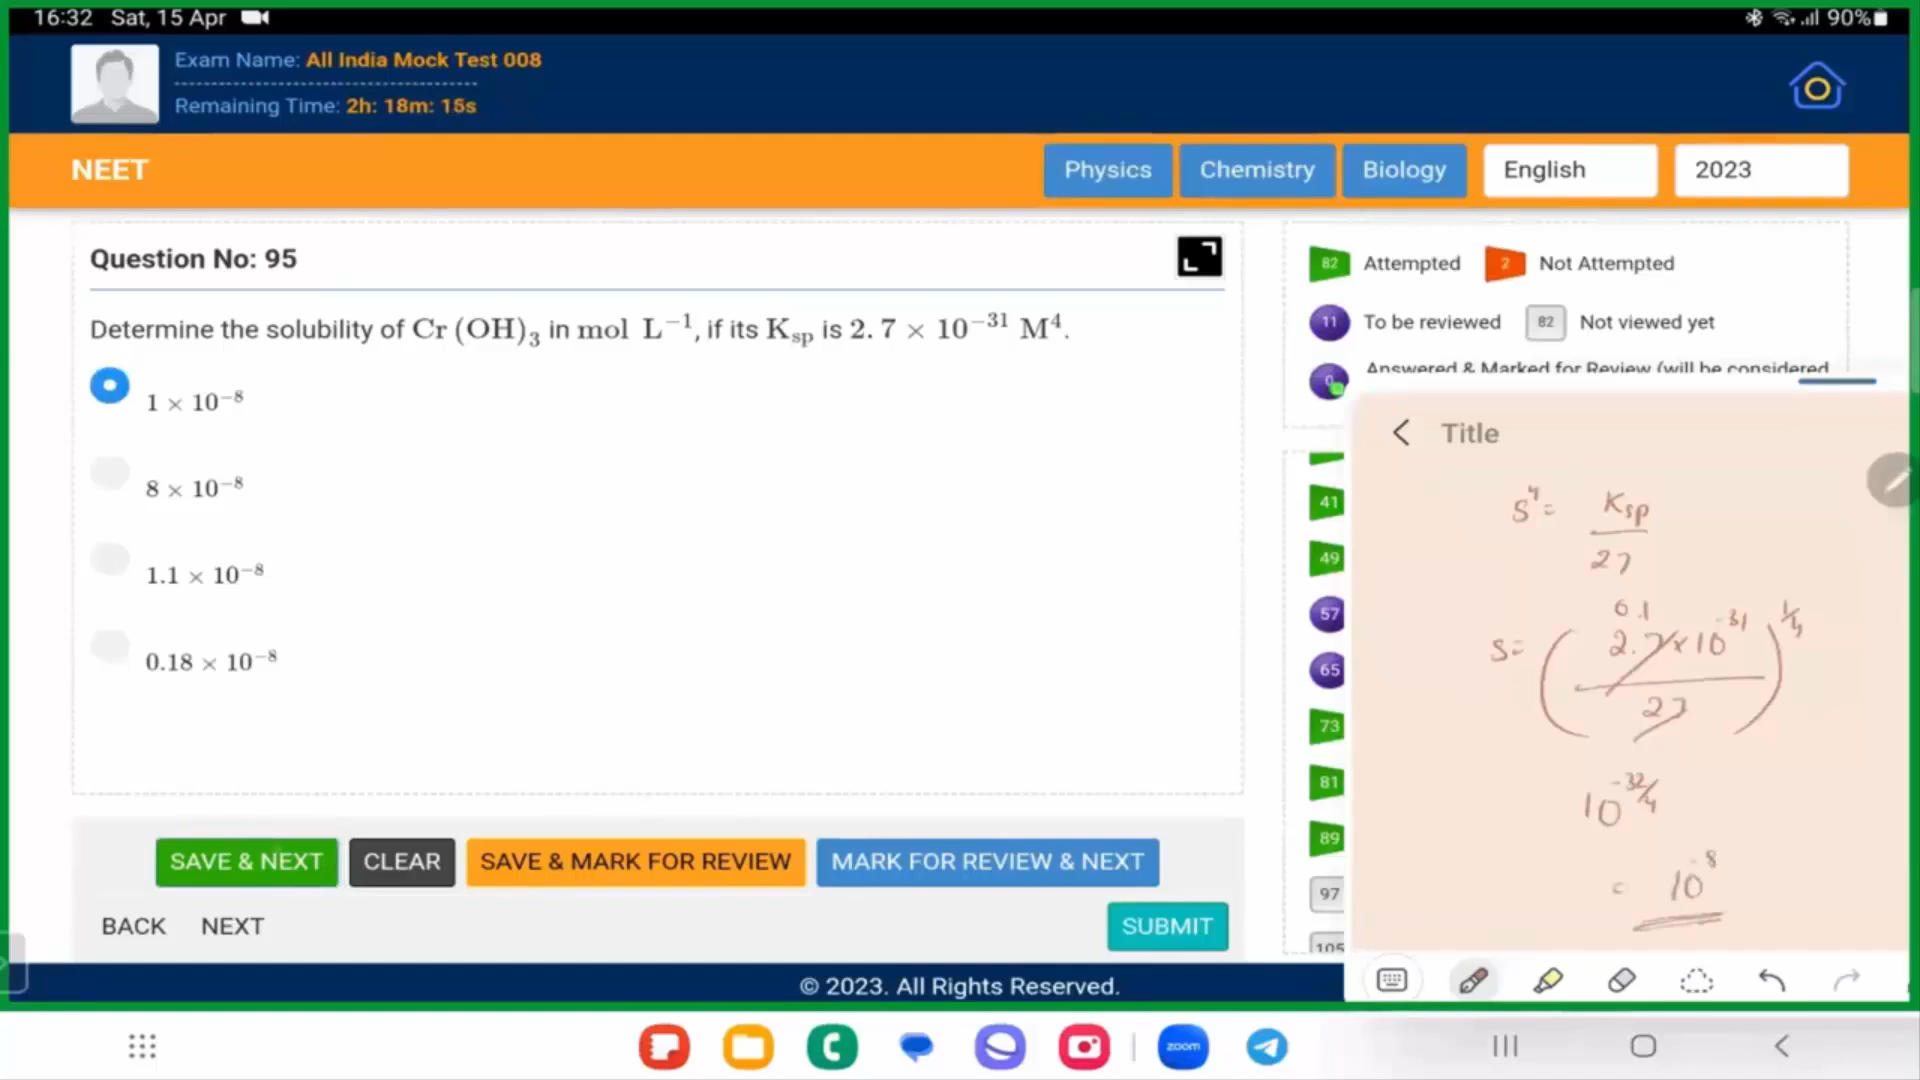 16:32 Sat, 15 Apr
90%
Exam Name: All India Mock Test 008
Remaining Time: 2h: 18m: 15s
NEET
Physics
Chemistry
Biology
English
2023
Question No: 95
Determine the solubility of Cr (OH)₃ in mol L⁻¹, if its Kₛₚ is 2.7 × 10⁻³¹ M⁴.
1 × 10⁻⁸
8 × 10⁻⁸
1.1 × 10⁻⁸
0.18 × 10⁻⁸
SAVE & NEXT
CLEAR
SAVE & MARK FOR REVIEW
MARK FOR REVIEW & NEXT
BACK
NEXT
SUBMIT
82 Attempted
2 Not Attempted
11 To be reviewed
82 Not viewed yet
0 Answered & Marked for Review (will be considered
41
49
57
65
73
81
89
97
105
Title
S⁴ = Ksp / 27
0.1
S = (2.7 × 10⁻³¹ / 27)^1/4
10^-32/4
= 10⁻⁸
© 2023. All Rights Reserved.
zoom